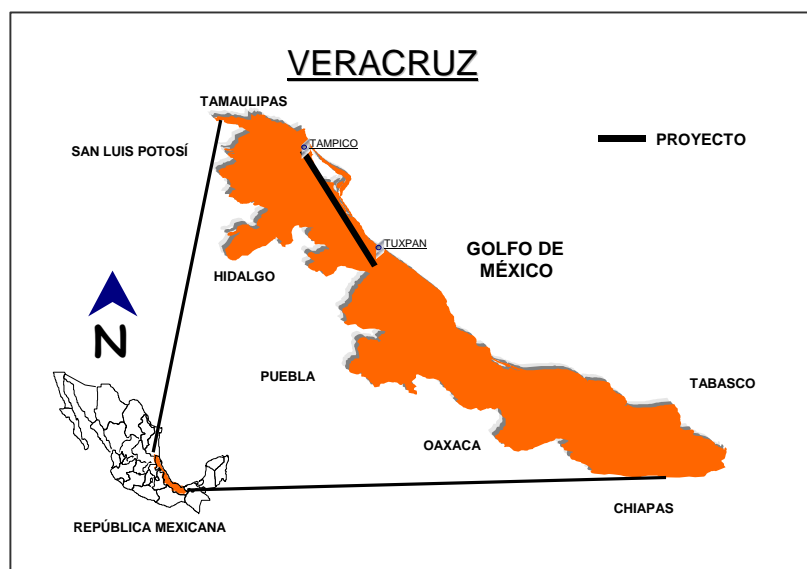 VERACRUZ
TAMAULIPAS
SAN LUIS POTOSÍ
TAMPICO
PROYECTO
TUXPAN
GOLFO DE
MÉXICO
HIDALGO
N
PUEBLA
TABASCO
OAXACA
CHIAPAS
REPÚBLICA MEXICANA